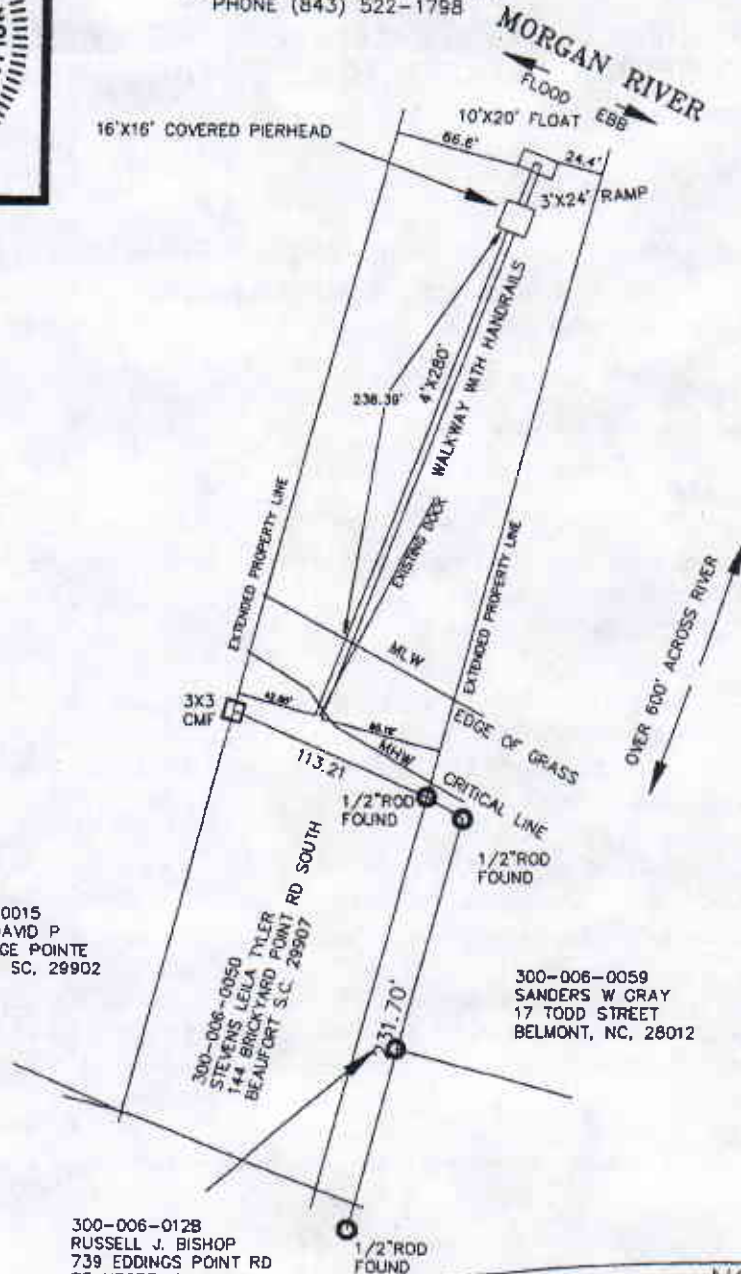 PHONE (843) 522-1798
MORGAN RIVER
FLOOD EBB
10'X20' FLOAT
16'X16' COVERED PIERHEAD
66.6'
24.4'
3'X24' RAMP
WALKWAY WITH HANDRAILS
4'X280'
236.39'
EXISTING DOCK
EXTENDED PROPERTY LINE
EXTENDED PROPERTY LINE
OVER 600' ACROSS RIVER
MLW
EDGE OF GRASS
3X3
CMF
MHW
CRITICAL LINE
113.21
1/2"ROD
FOUND
1/2"ROD
FOUND
0015
DAVID P
GE POINTE
SC, 29902
300-006-0050
STEVENS LEILA TYLER
144 BRICKYARD POINT RD SOUTH
BEAUFORT S.C. 29907
31.70'
300-006-0059
SANDERS W GRAY
17 TODD STREET
BELMONT, NC, 28012
300-006-012B
RUSSELL J. BISHOP
739 EDDINGS POINT RD
1/2"ROD
FOUND